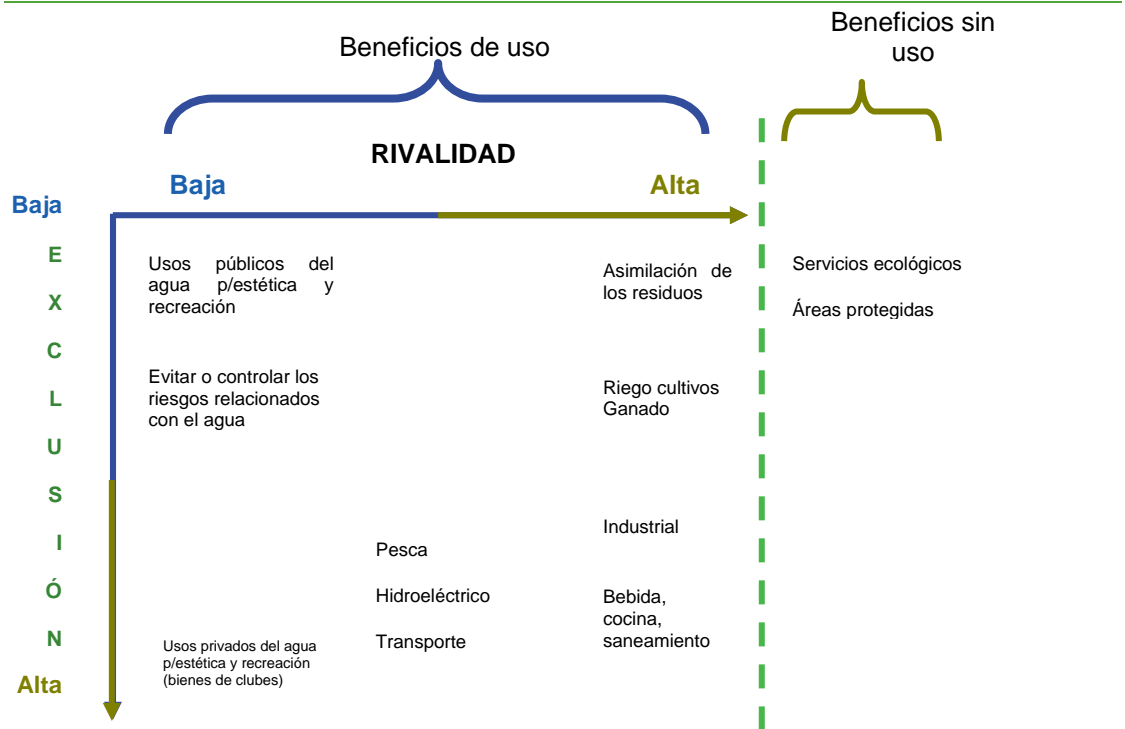 Beneficios de uso
Beneficios sin
uso
RIVALIDAD
Baja
Alta
Baja
E
X
C
L
U
S
I
Ó
N
Alta
Usos públicos del
agua p/estética y
recreación
Asimilación de
los residuos
Servicios ecológicos
Áreas protegidas
Evitar o controlar los
riesgos relacionados
con el agua
Riego cultivos
Ganado
Industrial
Pesca
Hidroeléctrico
Transporte
Bebida,
cocina,
saneamiento
Usos privados del agua
p/estética y recreación
(bienes de clubes)